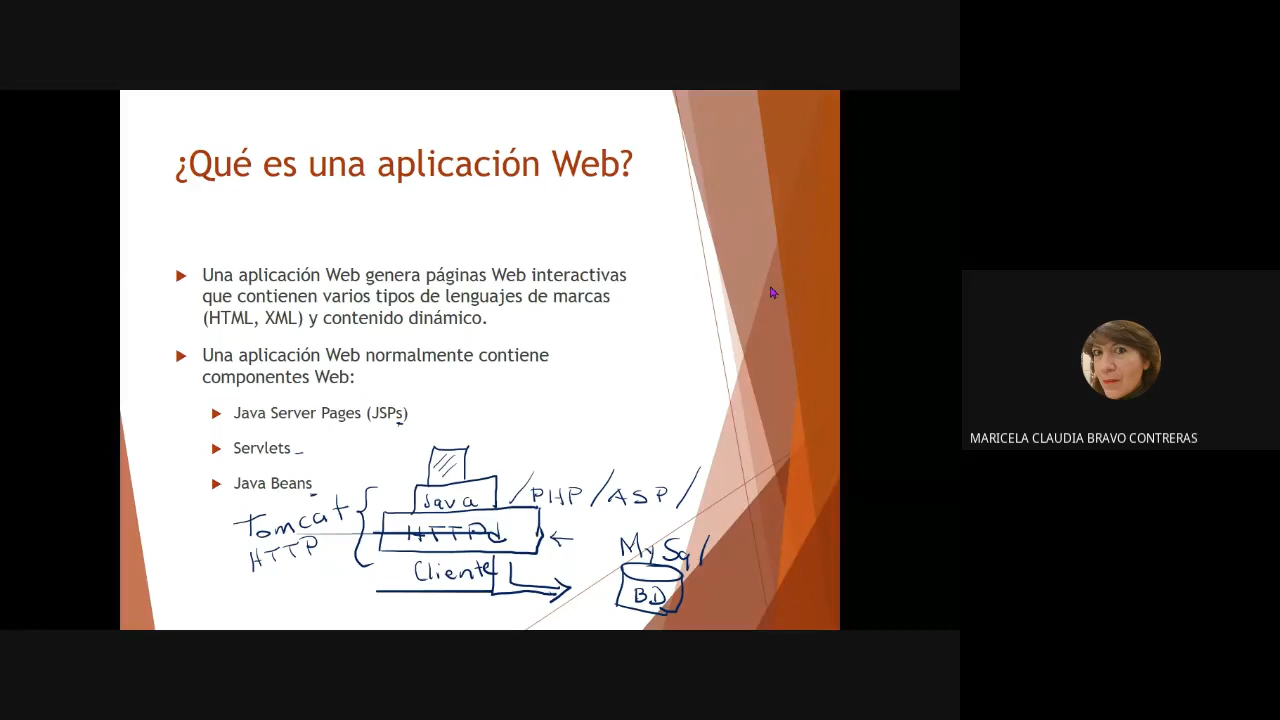 ¿Qué es una aplicación Web?
Una aplicación Web genera páginas Web interactivas
que contienen varios tipos de lenguajes de marcas
(HTML, XML) y contenido dinámico.
Una aplicación Web normalmente contiene
componentes Web:
Java Server Pages (JSPs)
Servlets
Java Beans
Java / PHP / ASP /
Tomcat
HTTPd
HTTP
Cliente
MySql
BD
MARICELA CLAUDIA BRAVO CONTRERAS